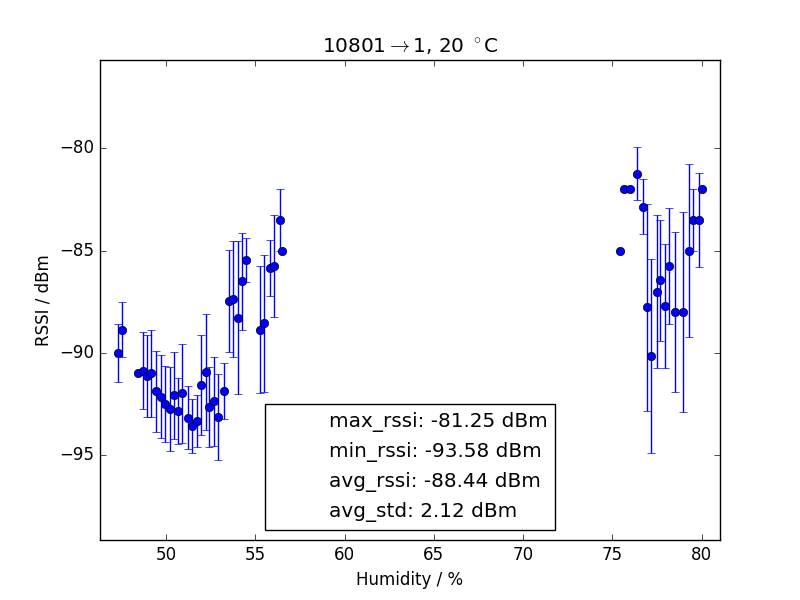 10801→1, 20 °C
RSSI / dBm
−80
−85
−90
−95
max_rssi: -81.25 dBm
min_rssi: -93.58 dBm
avg_rssi: -88.44 dBm
avg_std: 2.12 dBm
50 55 60 65 70 75 80
Humidity / %